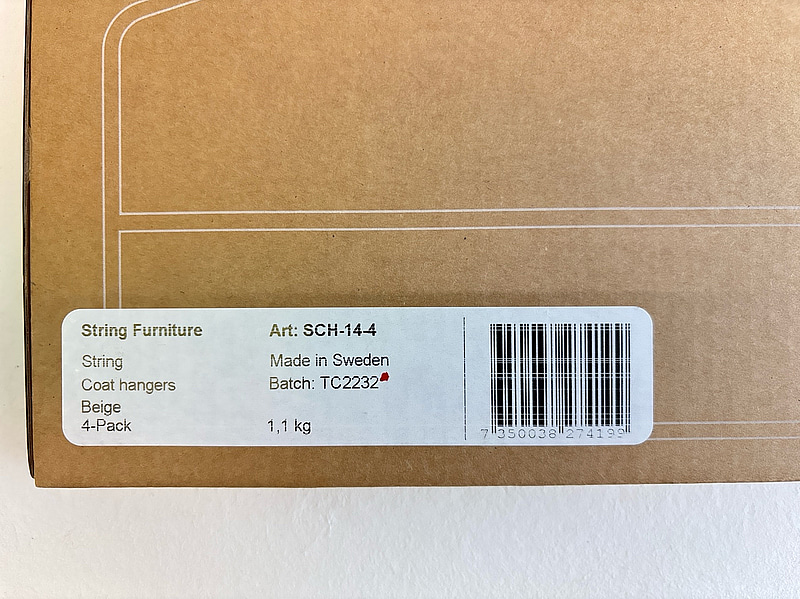 String Furniture
String
Coat hangers
Beige
4-Pack
Art: SCH-14-4
Made in Sweden
Batch: TC2232
1,1 kg
7 350038 274199